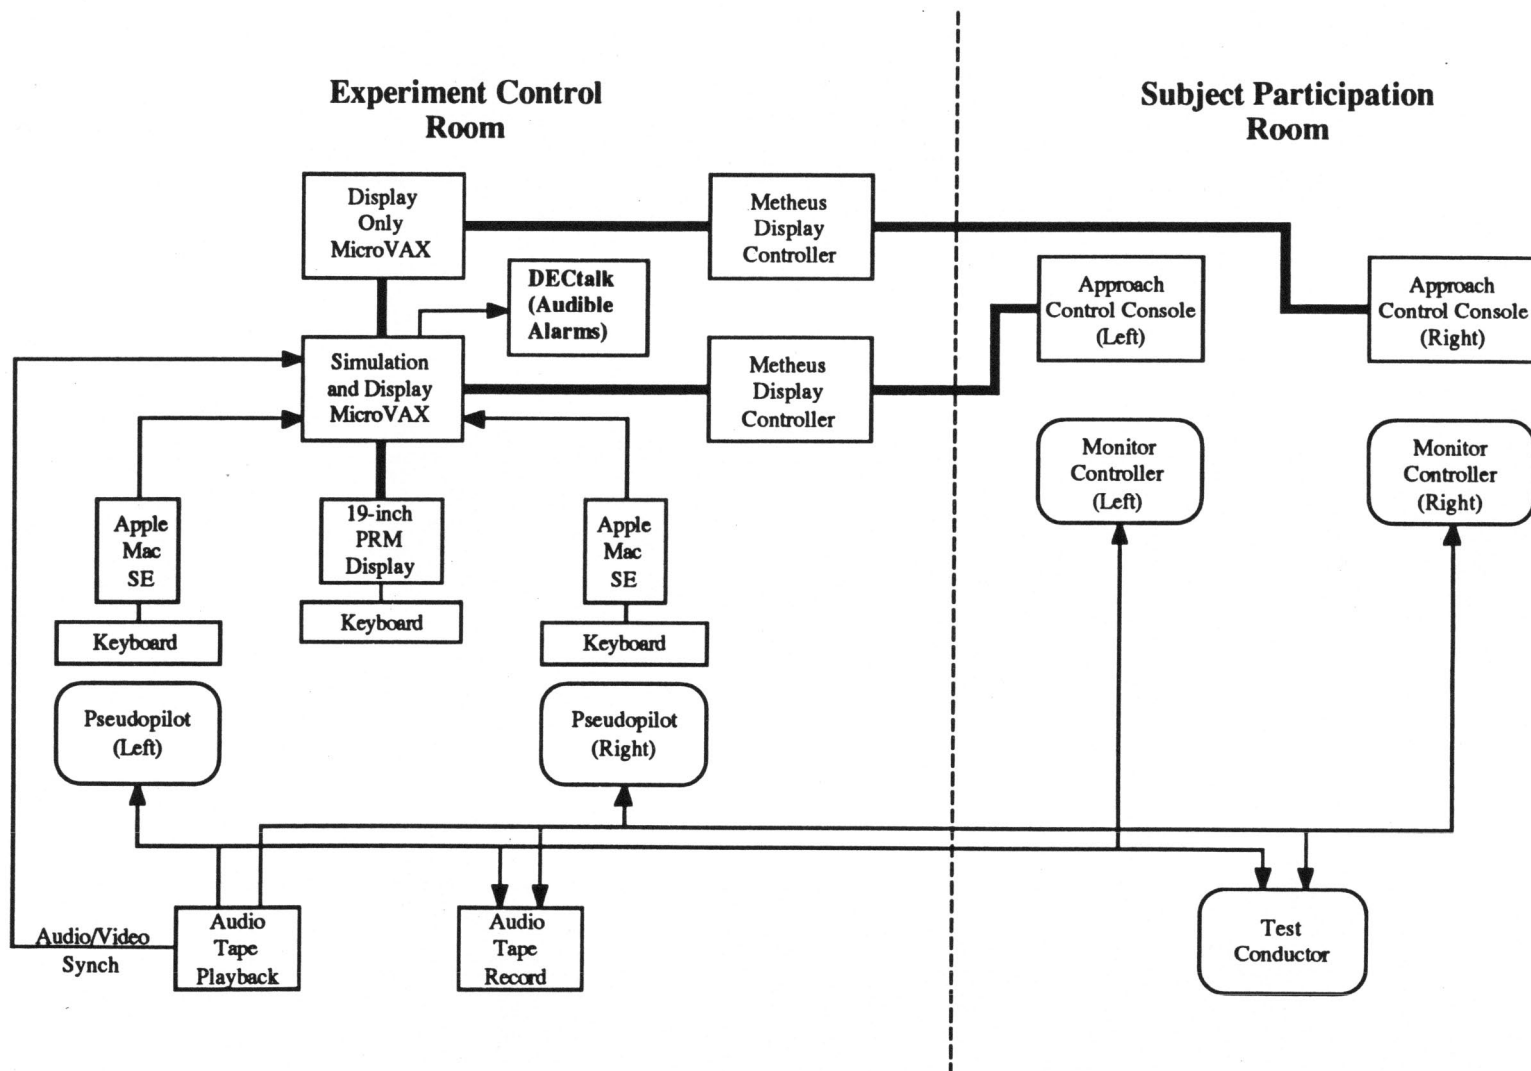 Experiment Control
Room
Subject Participation
Room
Display
Only
MicroVAX
Metheus
Display
Controller
DECtalk
(Audible
Alarms)
Approach
Control Console
(Left)
Approach
Control Console
(Right)
Simulation
and Display
MicroVAX
Metheus
Display
Controller
Monitor
Controller
(Left)
Monitor
Controller
(Right)
Apple
Mac
SE
19-inch
PRM
Display
Apple
Mac
SE
Keyboard
Keyboard
Keyboard
Pseudopilot
(Left)
Pseudopilot
(Right)
Audio/Video
Synch
Audio
Tape
Playback
Audio
Tape
Record
Test
Conductor